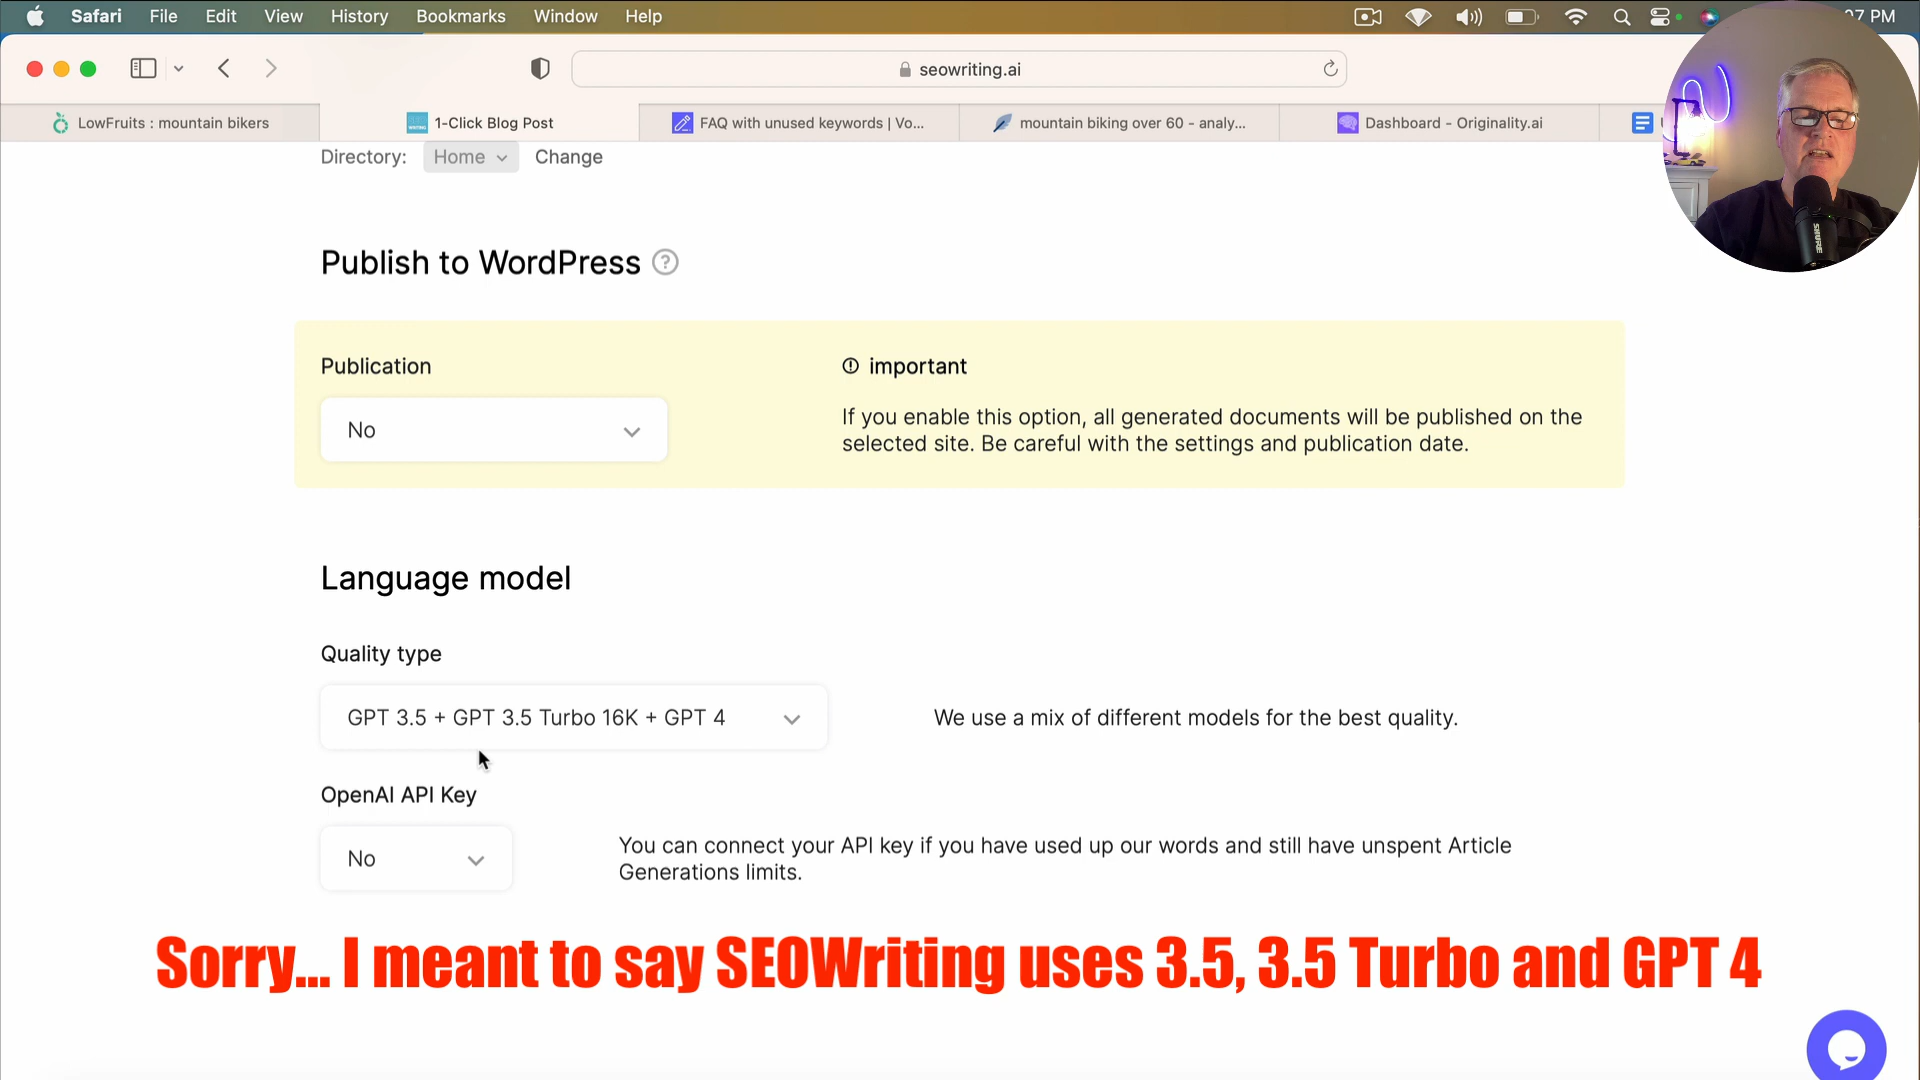 Safari File Edit View History Bookmarks Window Help 7 PM
seowriting.ai
LowFruits : mountain bikers 1-Click Blog Post FAQ with unused keywords | Vo... mountain biking over 60 - analy... Dashboard - Originality.ai
Directory: Home Change
Publish to WordPress ?
Publication
important
No
If you enable this option, all generated documents will be published on the
selected site. Be careful with the settings and publication date.
Language model
Quality type
GPT 3.5 + GPT 3.5 Turbo 16K + GPT 4
We use a mix of different models for the best quality.
OpenAI API Key
No
You can connect your API key if you have used up our words and still have unspent Article
Generations limits.
Sorry... I meant to say SEOWriting uses 3.5, 3.5 Turbo and GPT 4
SHURE